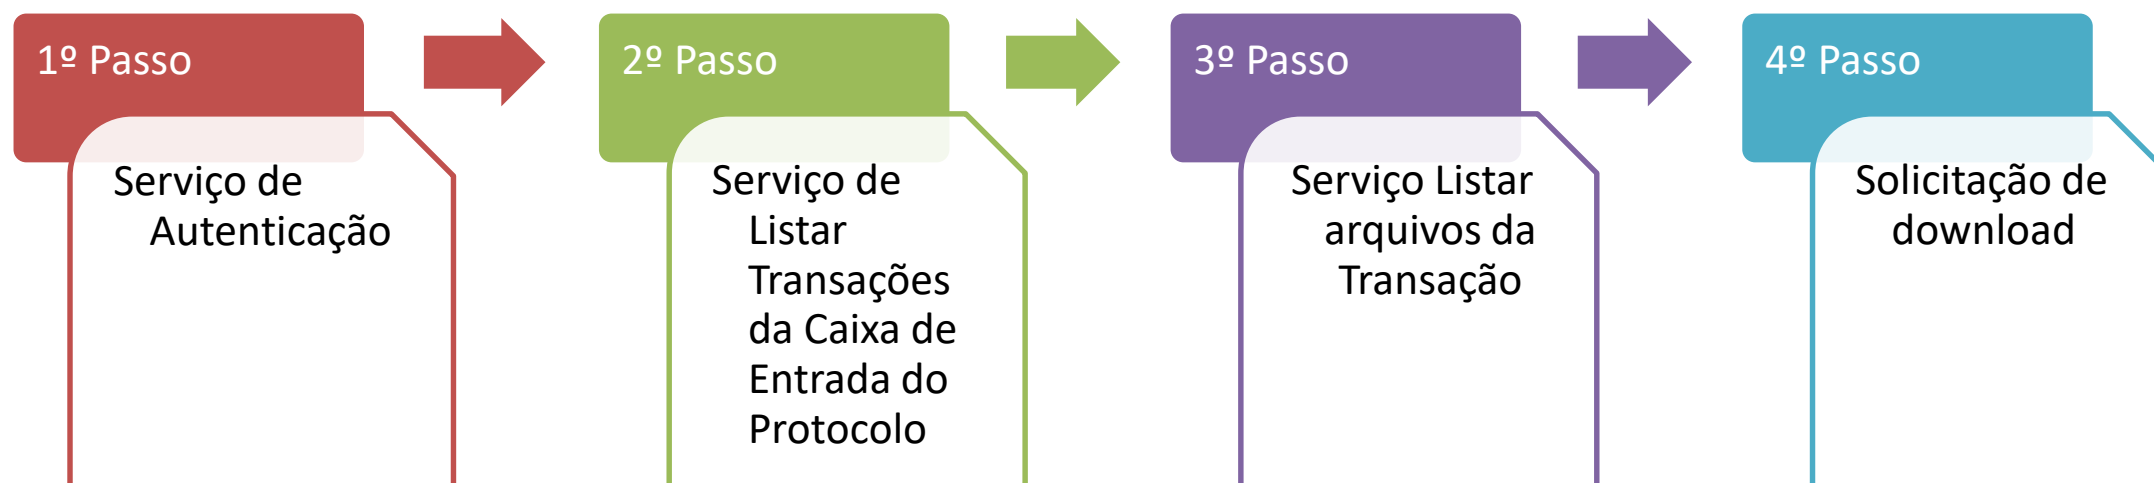 1º Passo
Serviço de
Autenticação
2º Passo
Serviço de
Listar
Transações
da Caixa de
Entrada do
Protocolo
3º Passo
Serviço Listar
arquivos da
Transação
4º Passo
Solicitação de
download